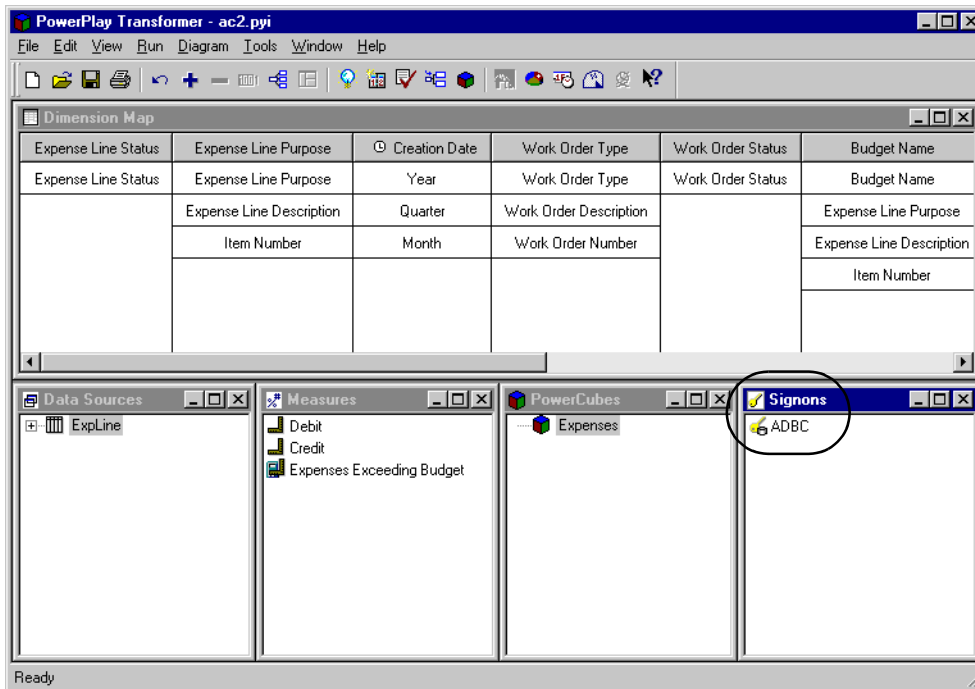 PowerPlay Transformer - ac2.pyi
File Edit View Run Diagram Tools Window Help
Dimension Map
Expense Line Status Expense Line Purpose Creation Date Work Order Type Work Order Status Budget Name
Expense Line Status Expense Line Purpose Year Work Order Type Work Order Status Budget Name
Expense Line Description Quarter Work Order Description Expense Line Purpose
Item Number Month Work Order Number Expense Line Description
Item Number
Data Sources Measures PowerCubes Signons
ExpLine Debit Expenses ADBC
Credit
Expenses Exceeding Budget
Ready